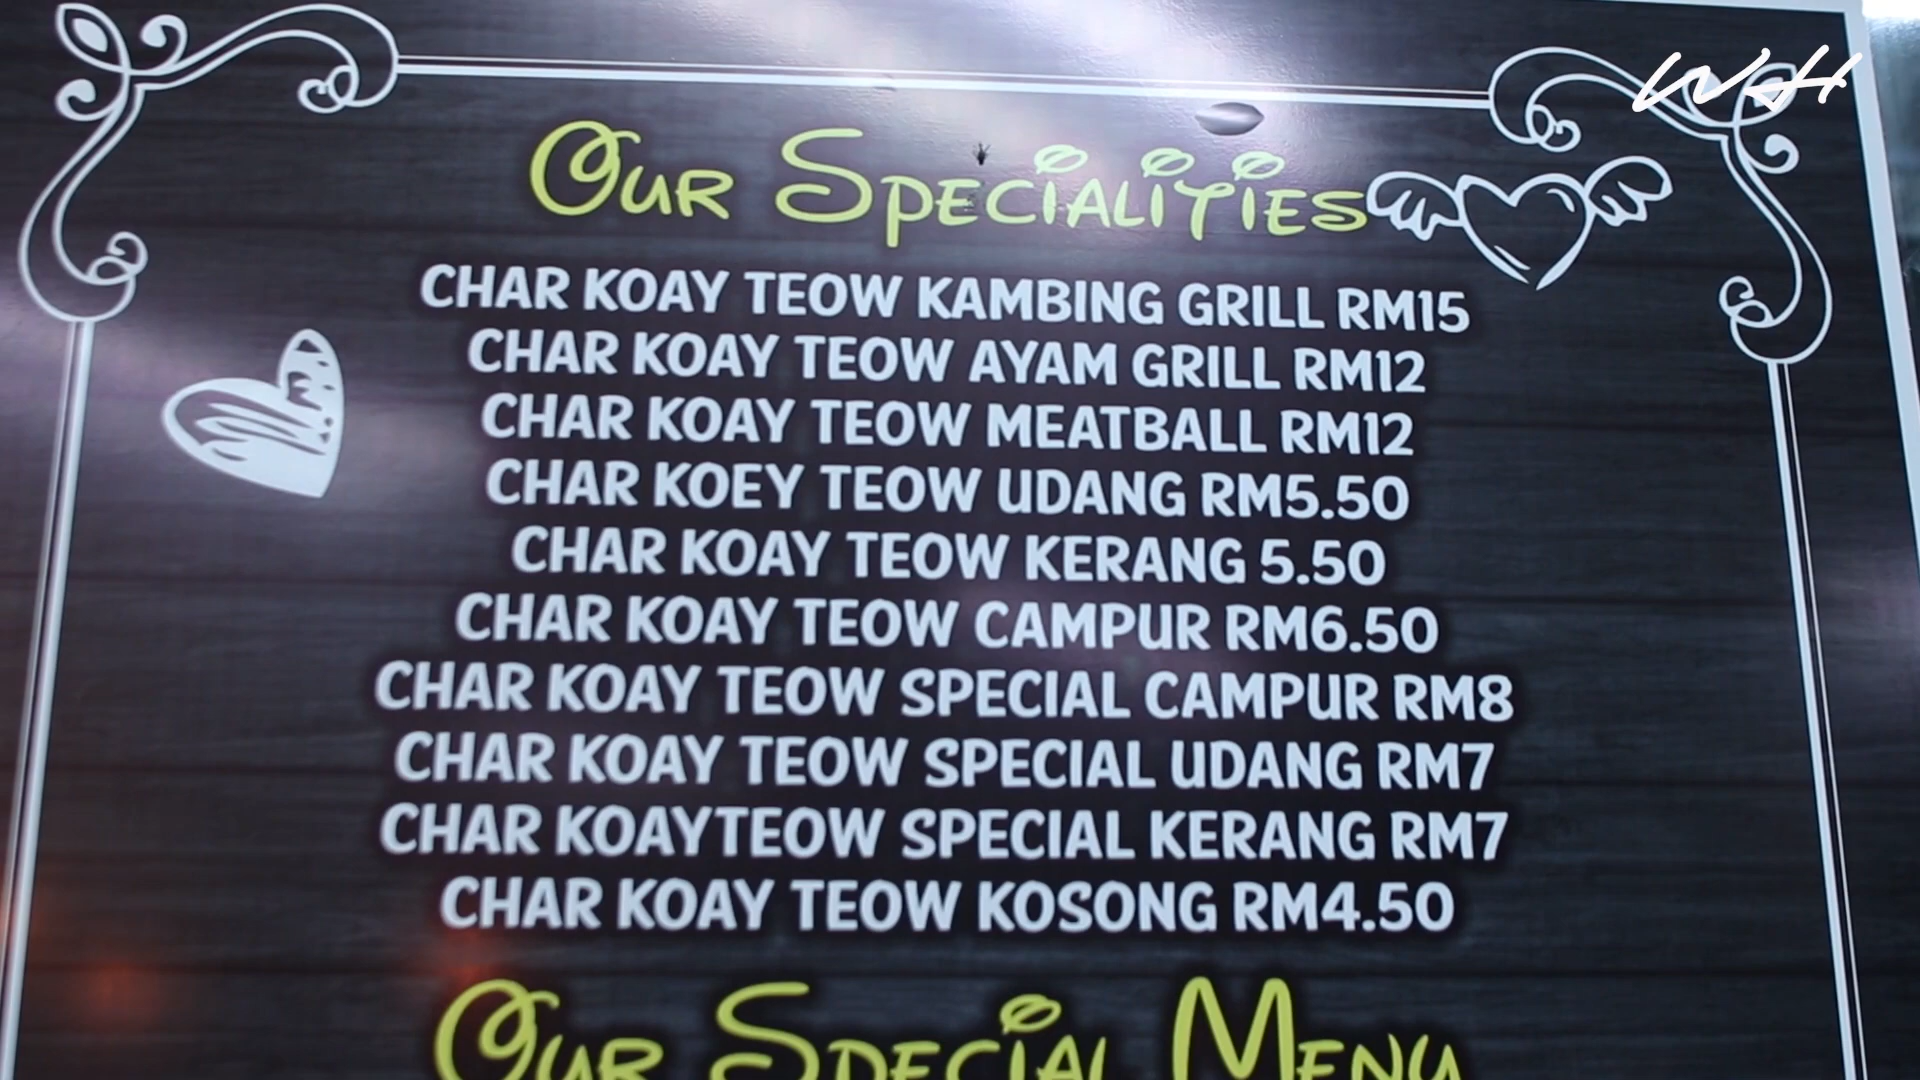 WH
Our Specialities
CHAR KOAY TEOW KAMBING GRILL RM15
CHAR KOAY TEOW AYAM GRILL RM12
CHAR KOAY TEOW MEATBALL RM12
CHAR KOEY TEOW UDANG RM5.50
CHAR KOAY TEOW KERANG 5.50
CHAR KOAY TEOW CAMPUR RM6.50
CHAR KOAY TEOW SPECIAL CAMPUR RM8
CHAR KOAY TEOW SPECIAL UDANG RM7
CHAR KOAYTEOW SPECIAL KERANG RM7
CHAR KOAY TEOW KOSONG RM4.50
Our Special Menu